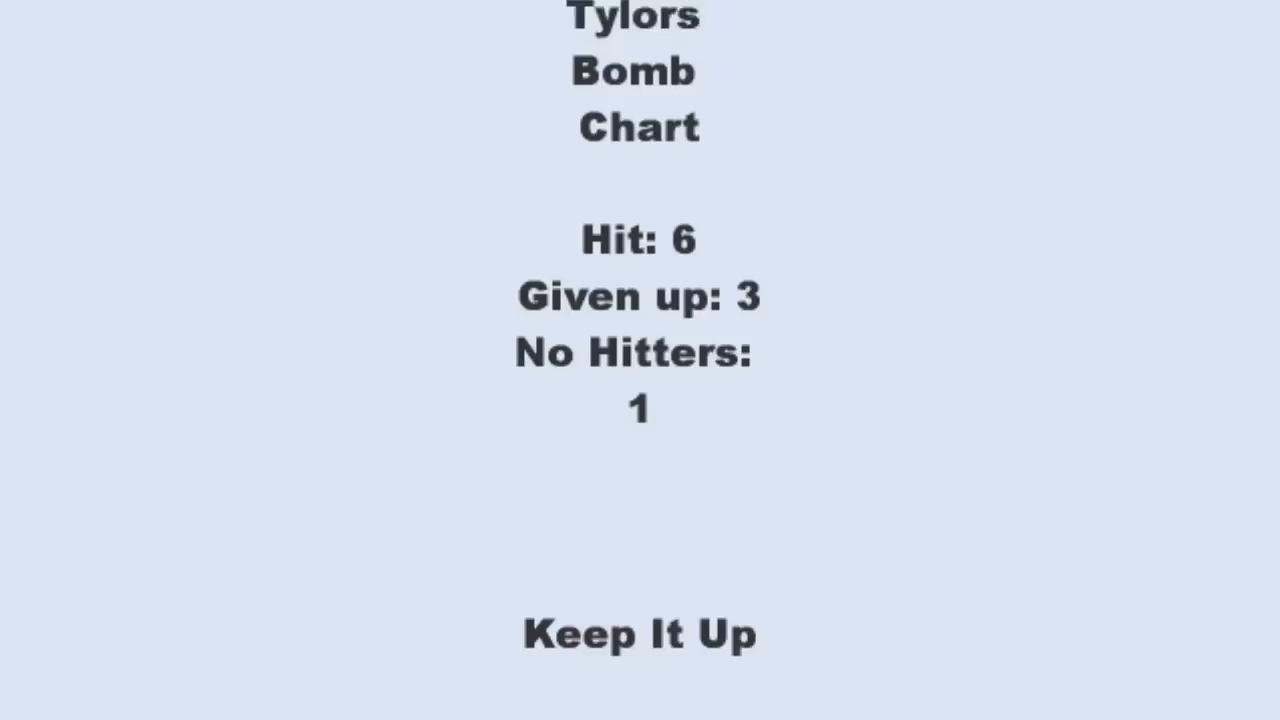 Tylors
Bomb
Chart
Hit: 6
Given up: 3
No Hitters:
1
Keep It Up